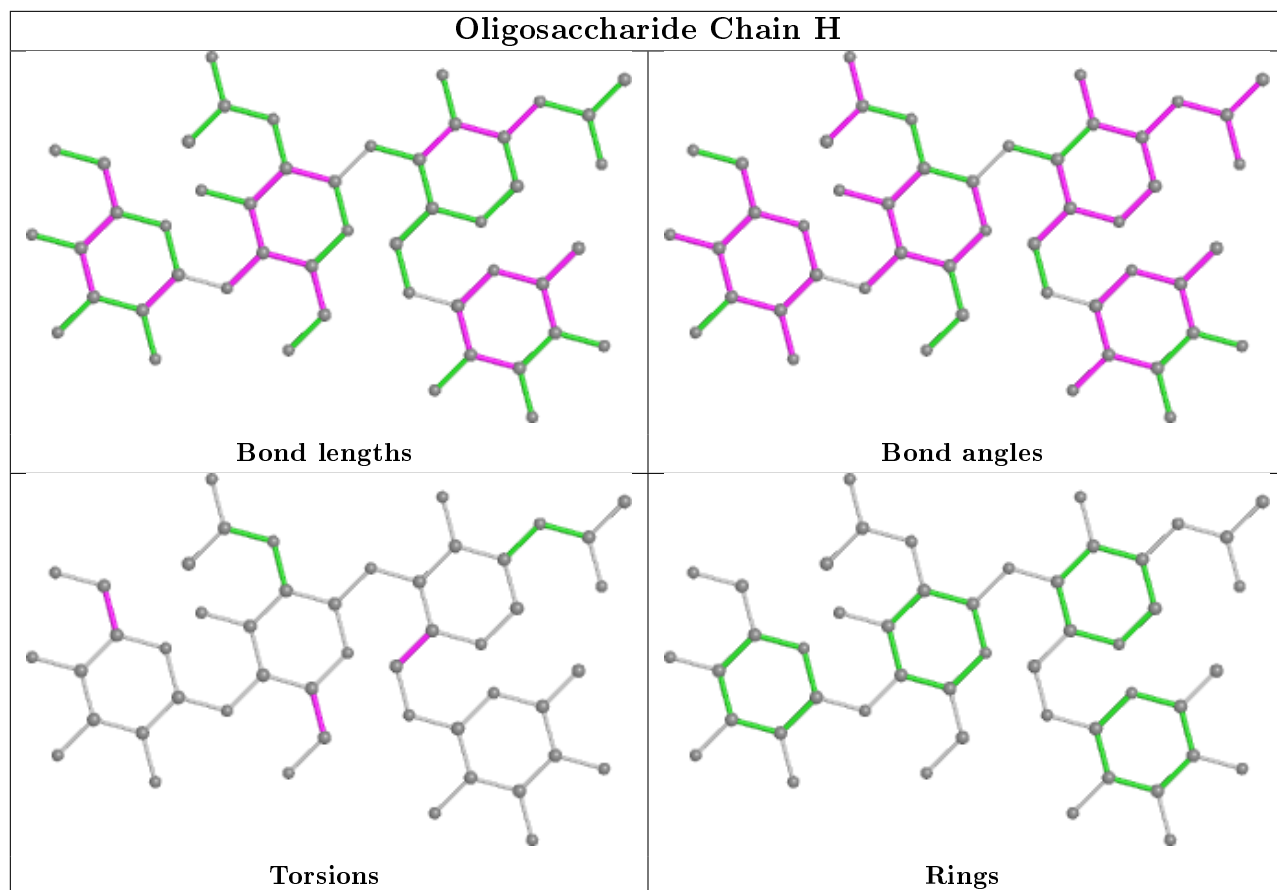 Oligosaccharide Chain H
Bond lengths
Bond angles
Torsions
Rings